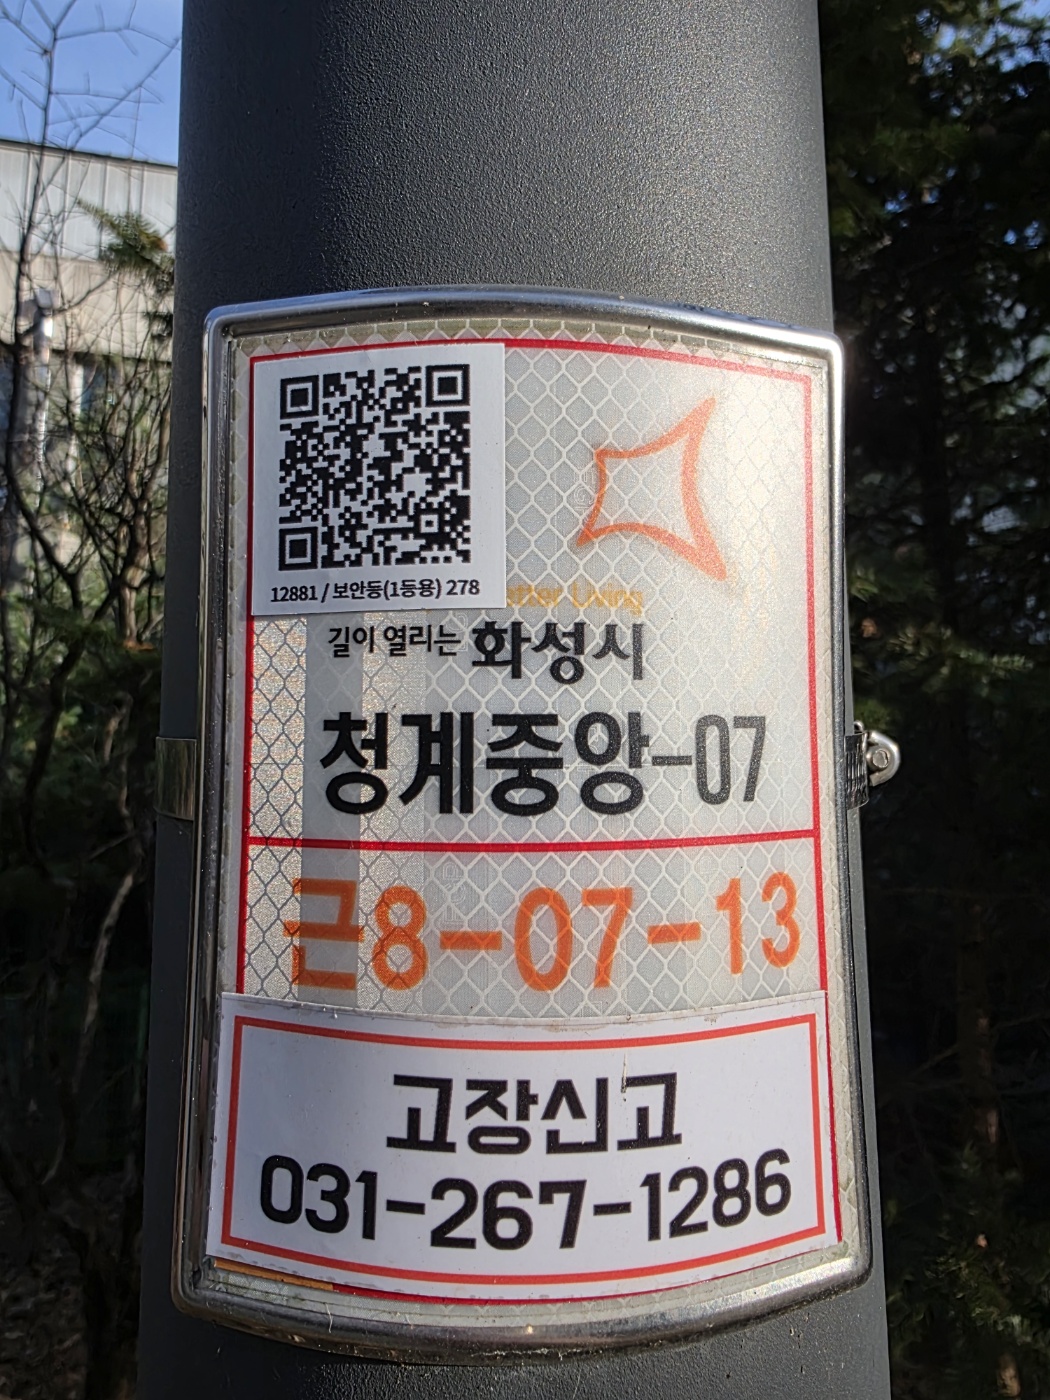 12881 / 보안등(1등용) 278
Living
길이 열리는 화성시
청계중앙-07
근8-07-13
고장신고
031-267-1286